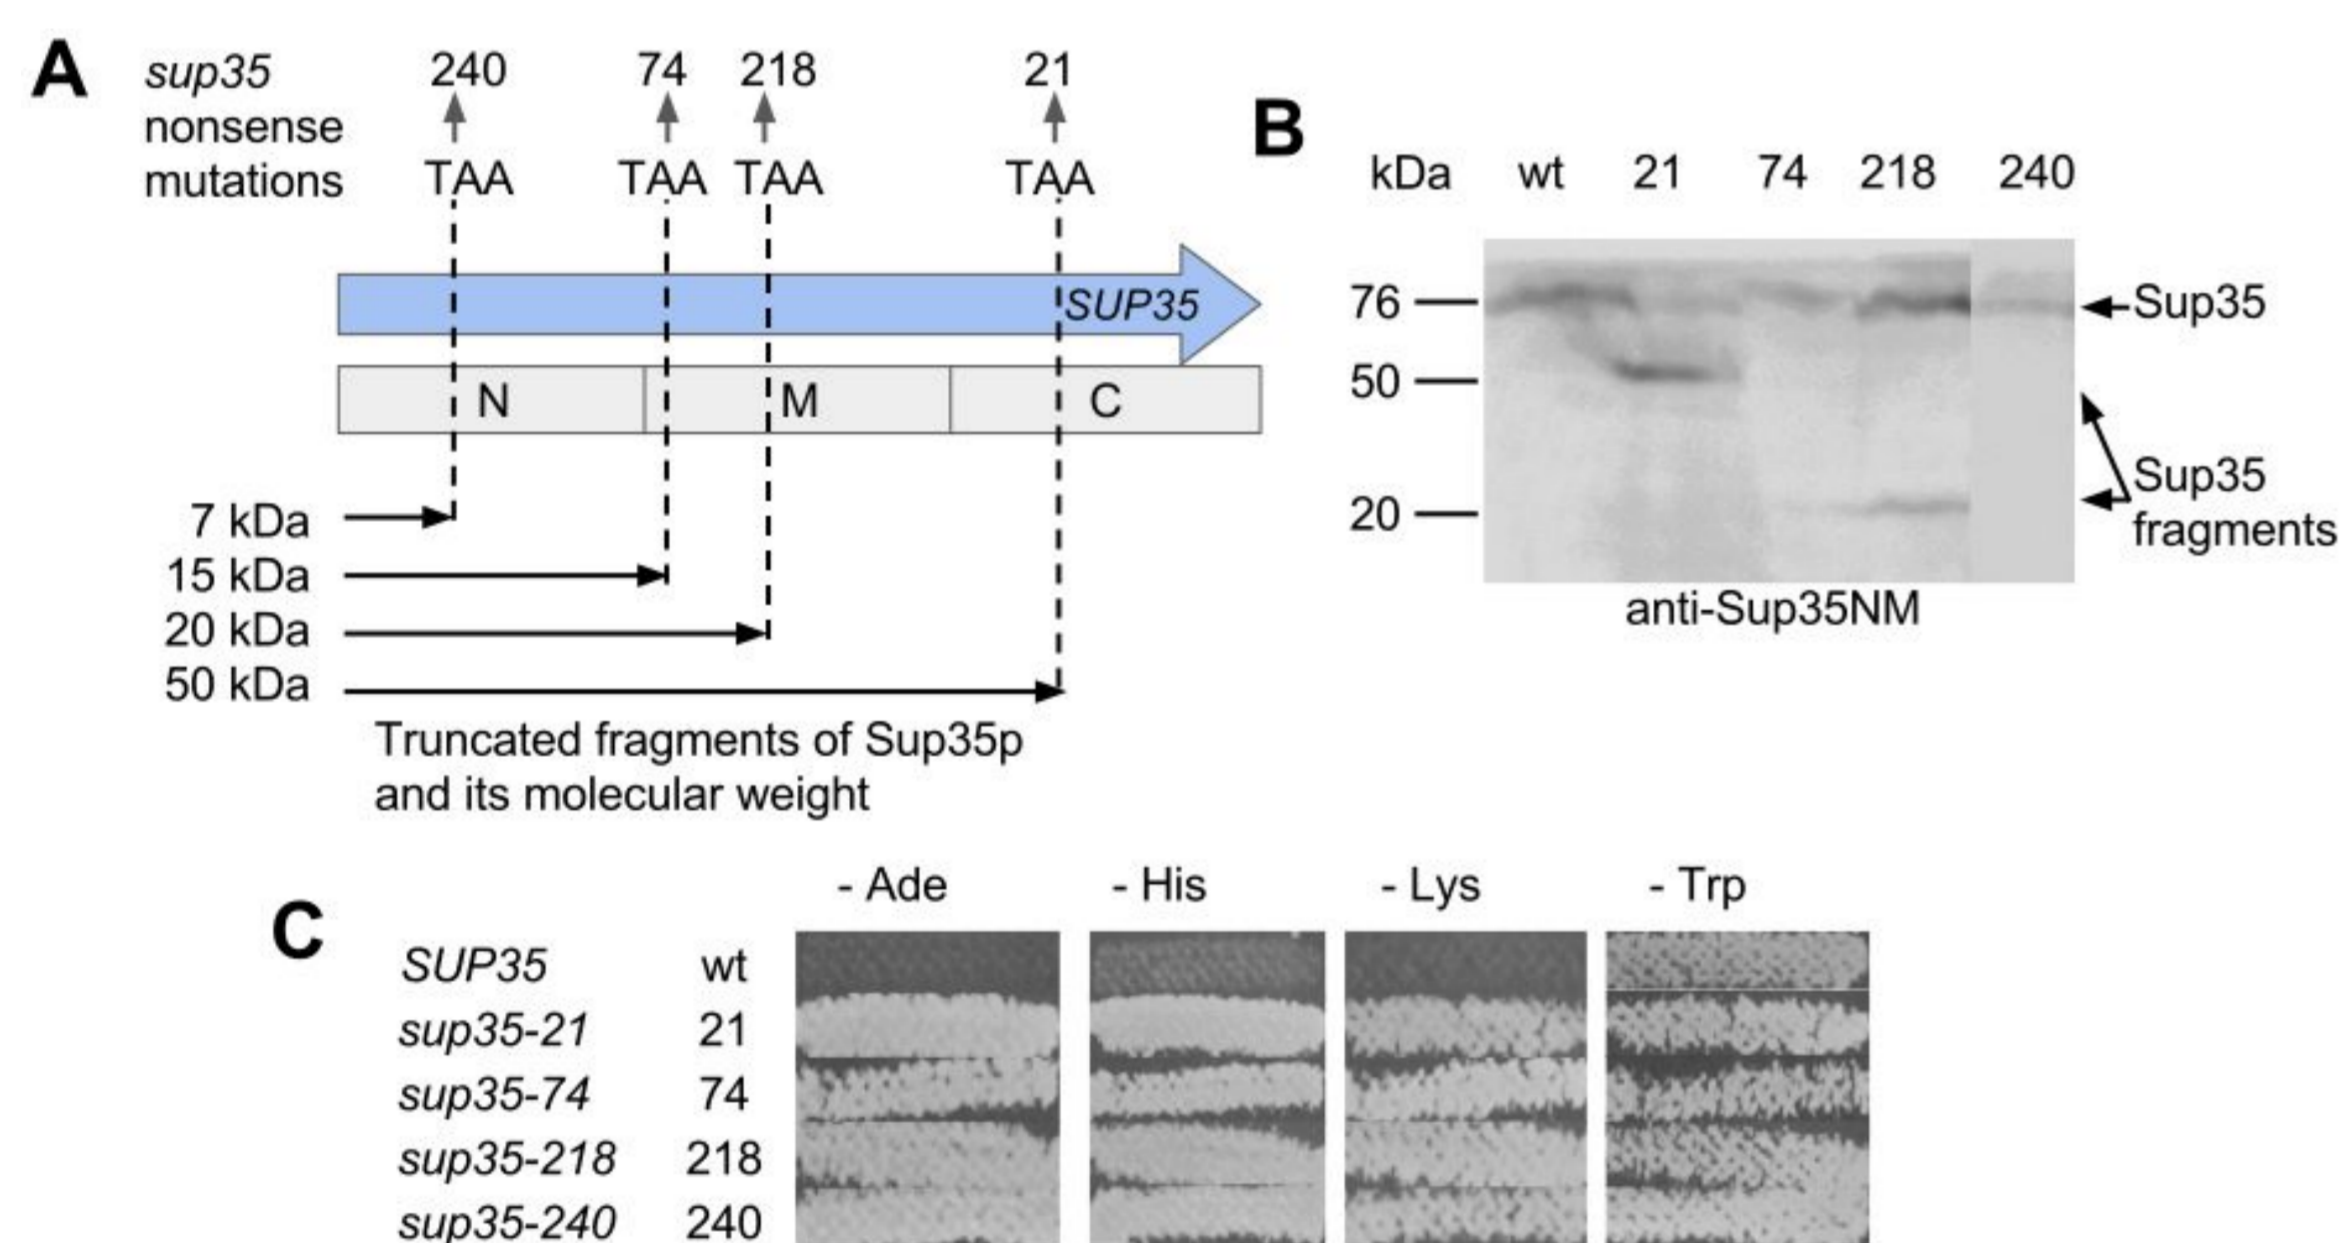 A
sup35 240 74 218 21
nonsense
mutations TAA TAA TAA TAA
SUP35
N M C
7 kDa
15 kDa
20 kDa
50 kDa
Truncated fragments of Sup35p
and its molecular weight
B
kDa wt 21 74 218 240
76 Sup35
50
20
Sup35
fragments
anti-Sup35NM
C
- Ade - His - Lys - Trp
SUP35 wt
sup35-21 21
sup35-74 74
sup35-218 218
sup35-240 240